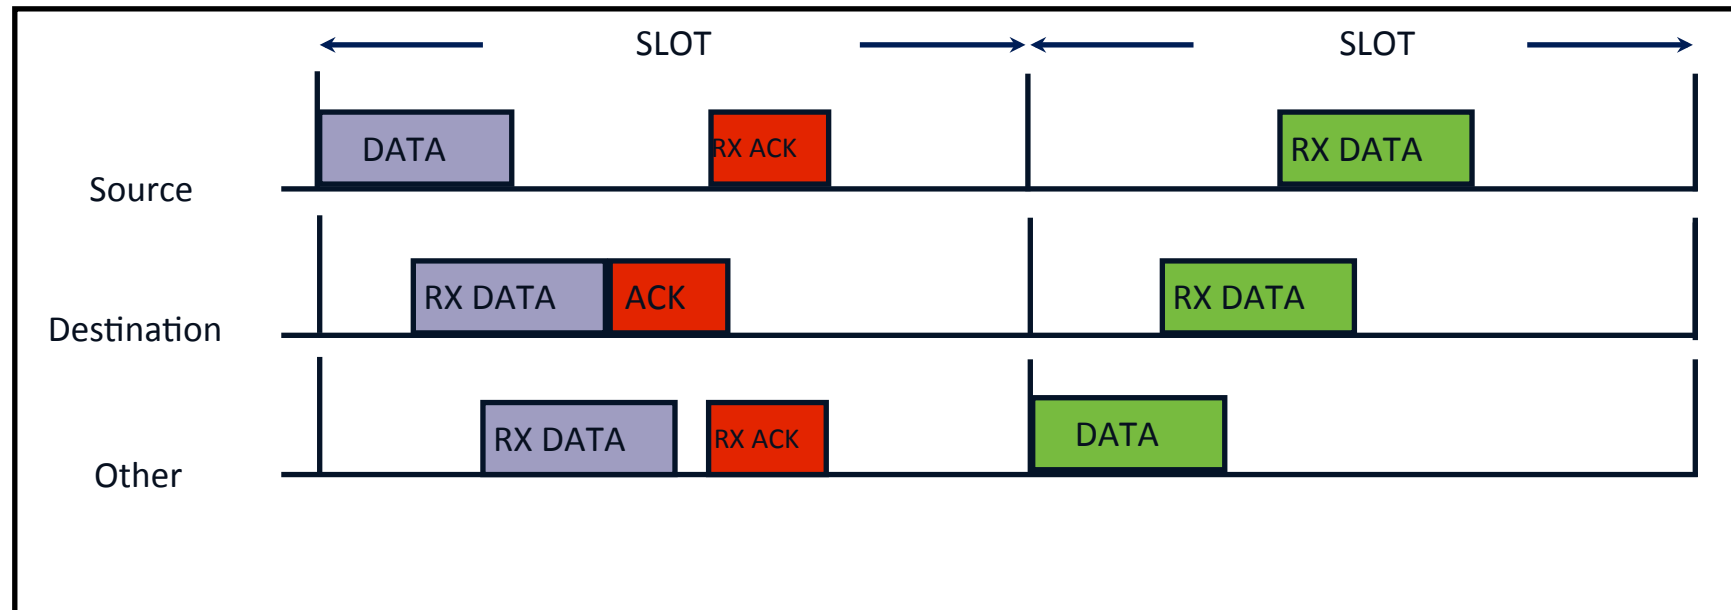 SLOT
SLOT
DATA
RX ACK
RX DATA
Source
RX DATA
ACK
RX DATA
Destination
RX DATA
RX ACK
DATA
Other